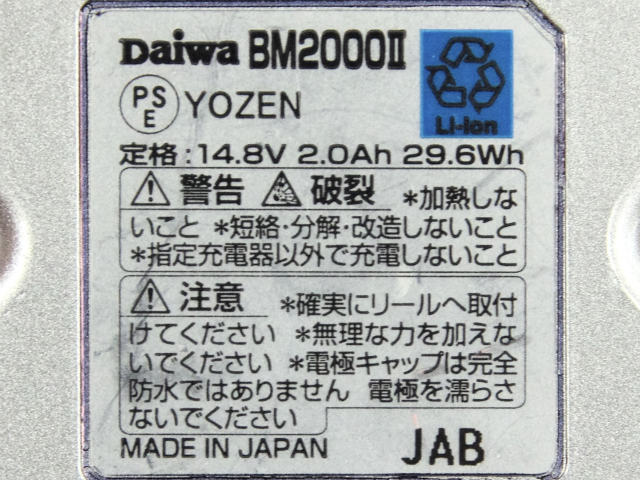 Daiwa BM2000Ⅱ
PSE YOZEN
Li-ion
定格:14.8V 2.0Ah 29.6Wh
警告 破裂 *加熱しな
いこと *短絡・分解・改造しないこと
*指定充電器以外で充電しないこと
注意 *確実にリールへ取付
けてください *無理な力を加えな
いでください *電極キャップは完全
防水ではありません 電極を濡らさ
ないでください
MADE IN JAPAN JAB